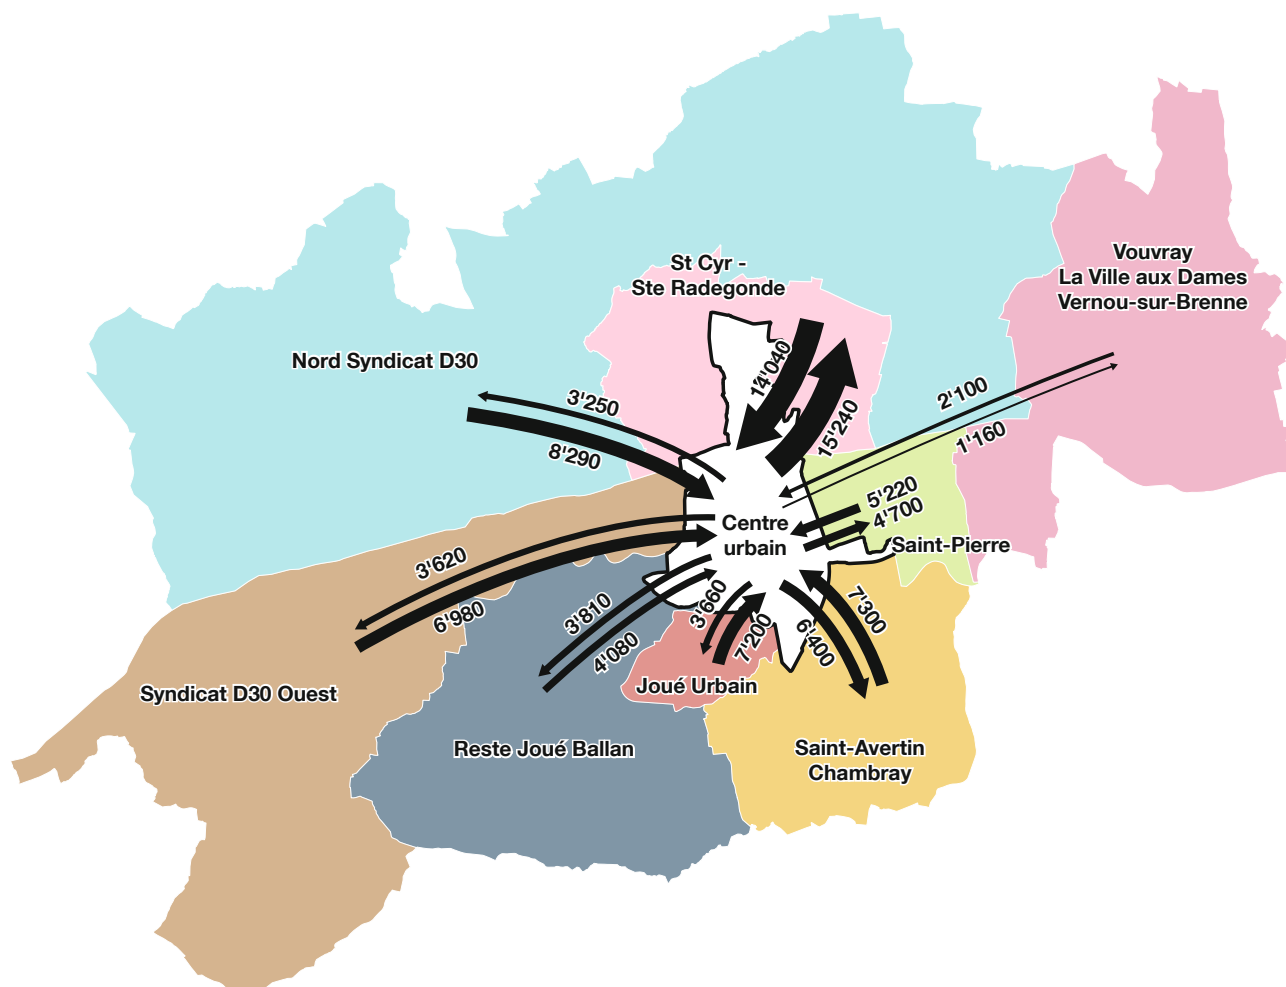 Vouvray
La Ville aux Dames
Vernou-sur-Brenne
St Cyr -
Ste Radegonde
Nord Syndicat D30
14'040
15'240
3'250
8'290
2'100
1'160
5'220
4'700
Centre
urbain
Saint-Pierre
3'620
6'980
3'810
4'080
3'660
7'200
6'400
7'300
Syndicat D30 Ouest
Joué Urbain
Reste Joué Ballan
Saint-Avertin
Chambray